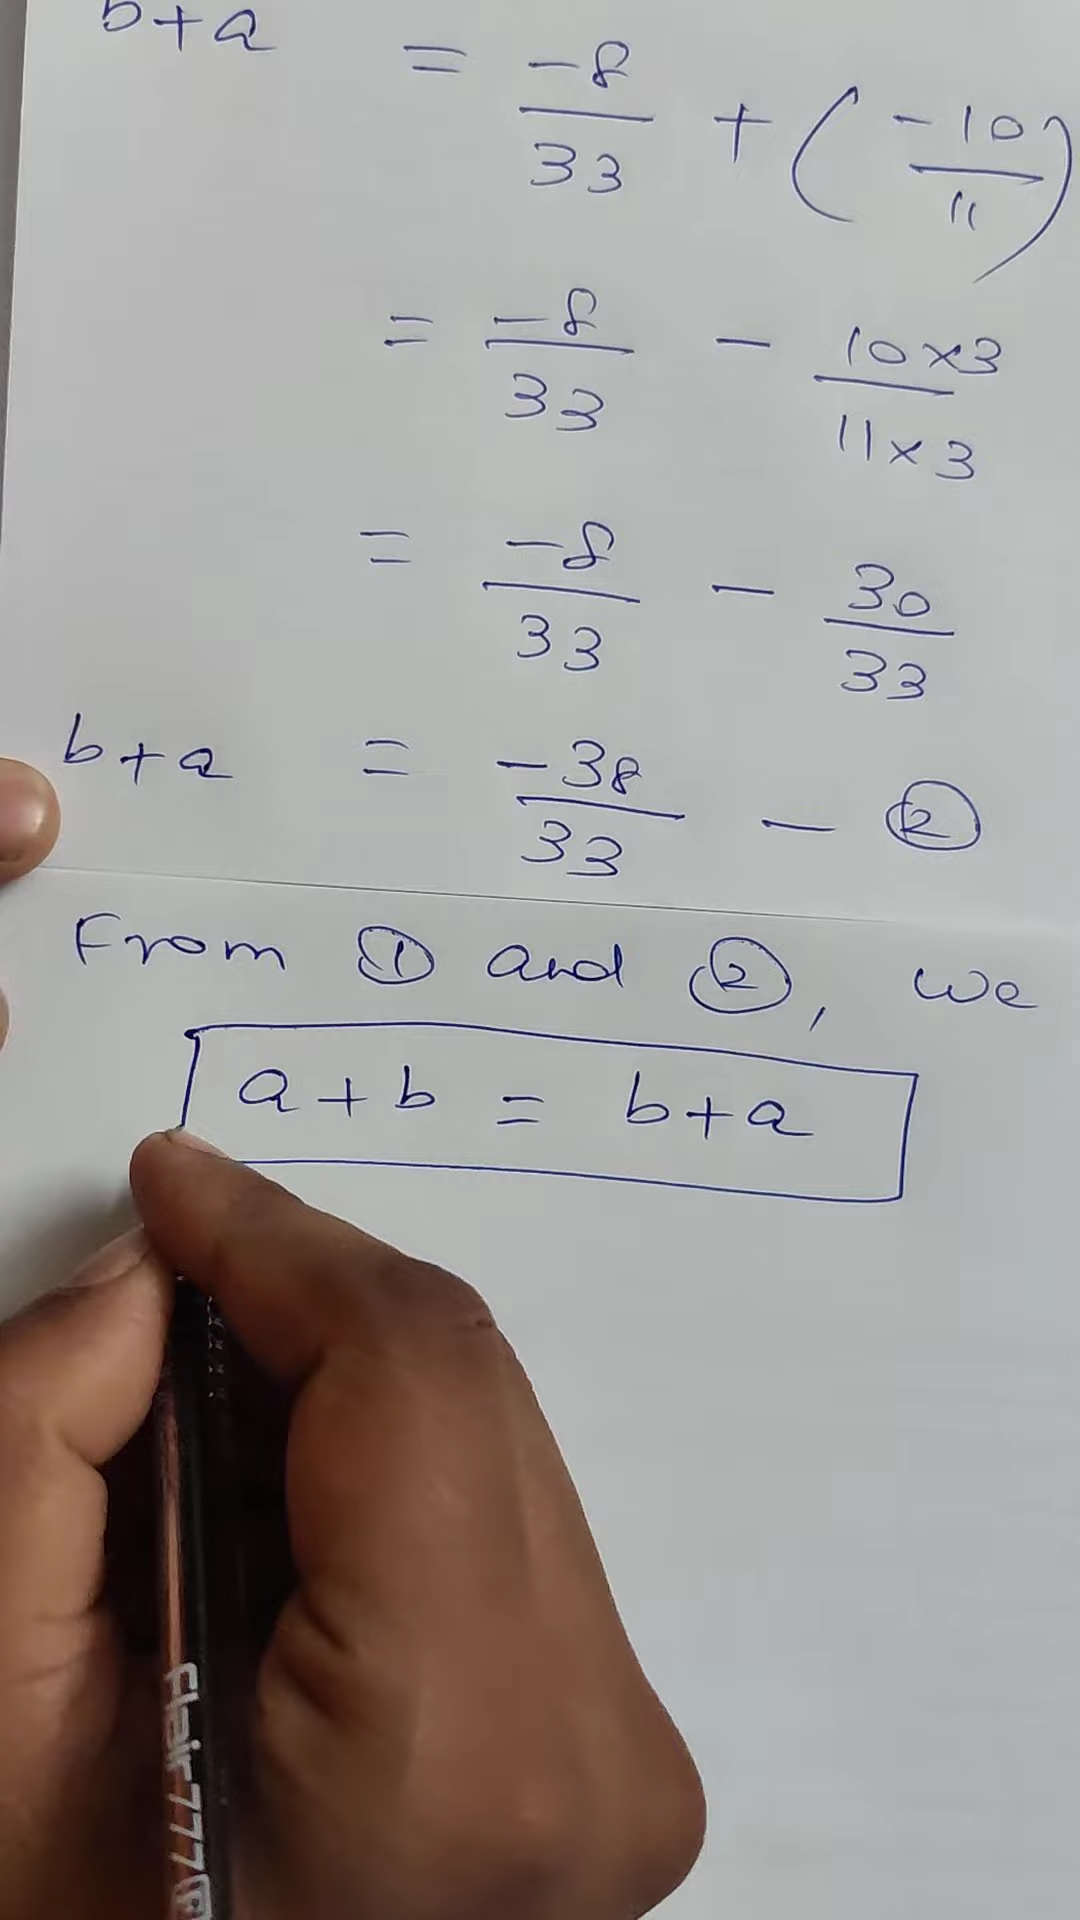 b+a = -8/33 + (-10/11)
= -8/33 - 10×3/11×3
= -8/33 - 30/33
b+a = -38/33 - ②
From ① and ②, we
a+b = b+a
Flair 777